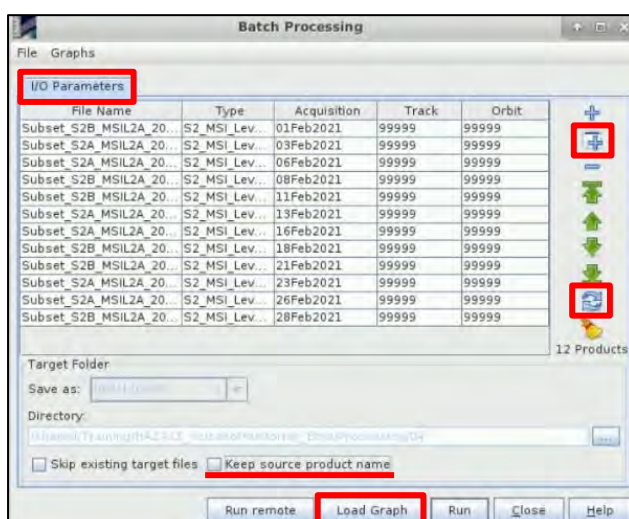 Batch Processing
File Graphs
I/O Parameters
File Name Type Acquisition Track Orbit
Subset_S2B_MSIL2A_20... S2_MSI_Lev... 01Feb2021 99999 99999
Subset_S2A_MSIL2A_20... S2_MSI_Lev... 03Feb2021 99999 99999
Subset_S2A_MSIL2A_20... S2_MSI_Lev... 06Feb2021 99999 99999
Subset_S2B_MSIL2A_20... S2_MSI_Lev... 08Feb2021 99999 99999
Subset_S2B_MSIL2A_20... S2_MSI_Lev... 11Feb2021 99999 99999
Subset_S2A_MSIL2A_20... S2_MSI_Lev... 13Feb2021 99999 99999
Subset_S2A_MSIL2A_20... S2_MSI_Lev... 16Feb2021 99999 99999
Subset_S2B_MSIL2A_20... S2_MSI_Lev... 18Feb2021 99999 99999
Subset_S2B_MSIL2A_20... S2_MSI_Lev... 21Feb2021 99999 99999
Subset_S2A_MSIL2A_20... S2_MSI_Lev... 23Feb2021 99999 99999
Subset_S2A_MSIL2A_20... S2_MSI_Lev... 26Feb2021 99999 99999
Subset_S2B_MSIL2A_20... S2_MSI_Lev... 28Feb2021 99999 99999
12 Products
Target Folder
Save as:
Directory:
...
Skip existing target files Keep source product name
Run remote Load Graph Run Close Help